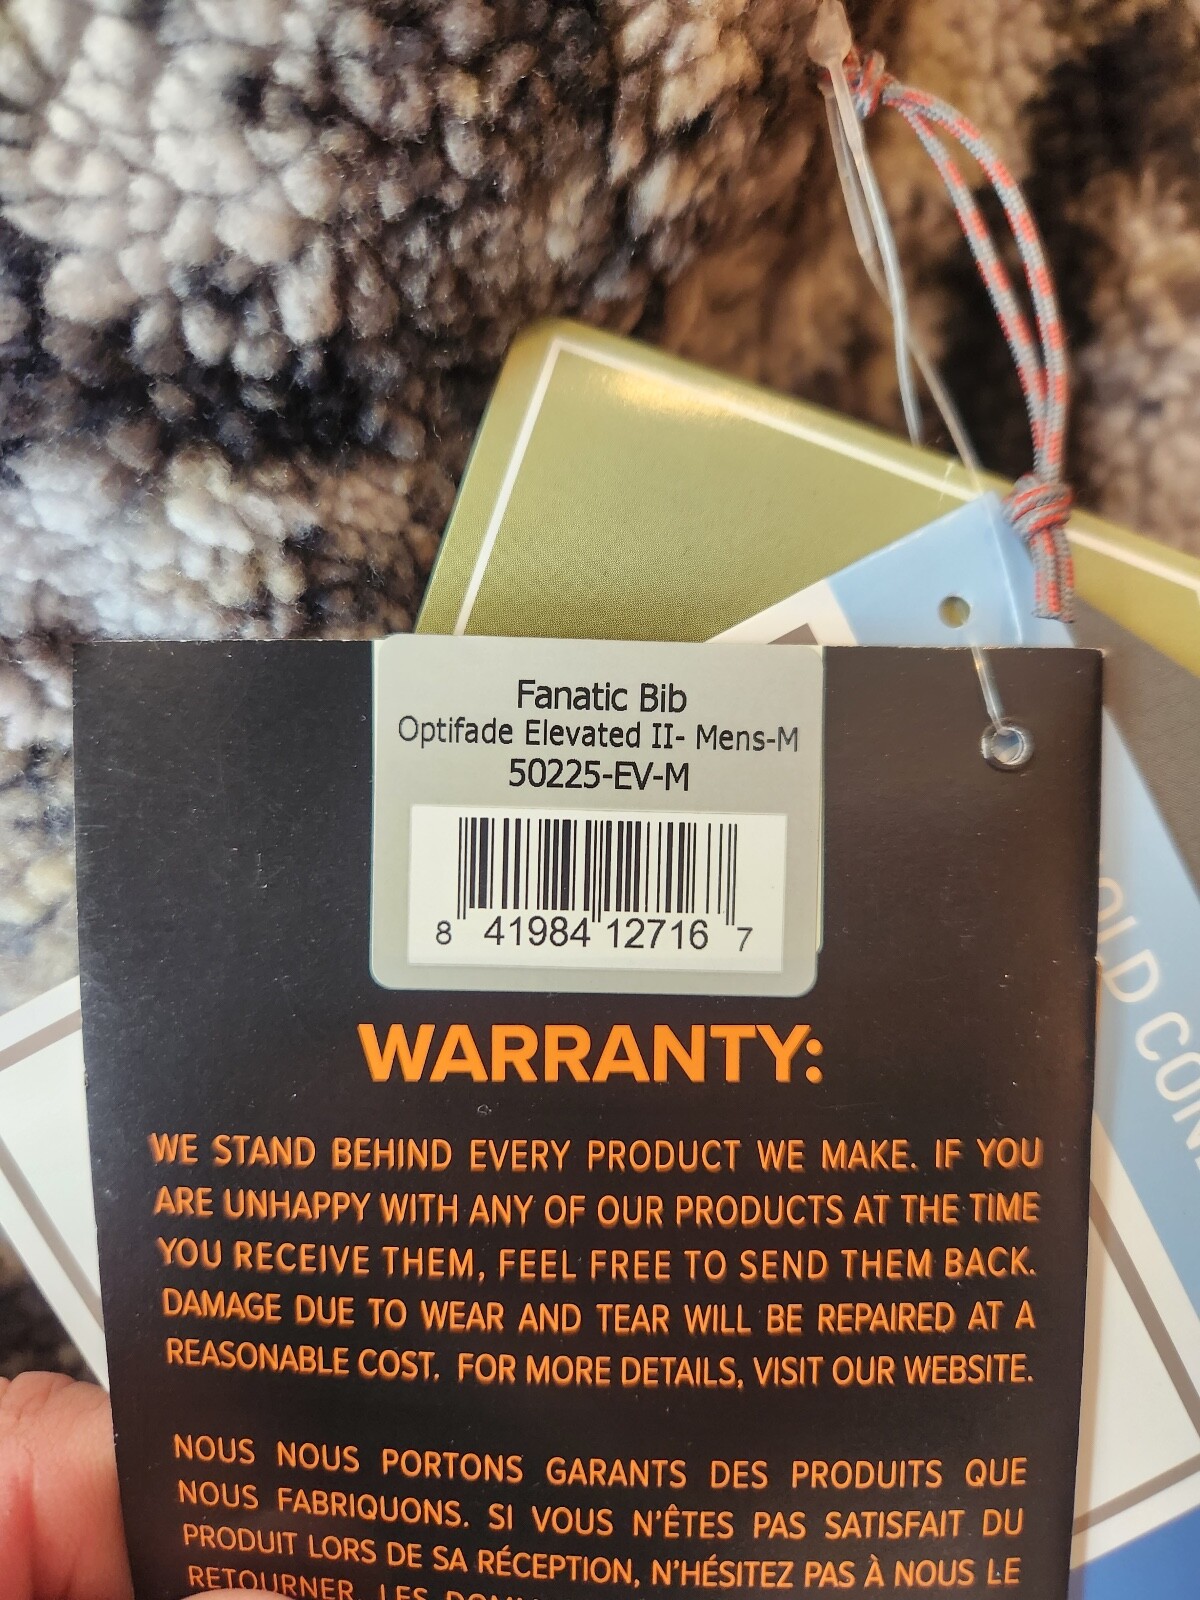 Fanatic Bib
Optifade Elevated II- Mens-M
50225-EV-M
8 41984 12716 7
WARRANTY:
WE STAND BEHIND EVERY PRODUCT WE MAKE. IF YOU
ARE UNHAPPY WITH ANY OF OUR PRODUCTS AT THE TIME
YOU RECEIVE THEM, FEEL FREE TO SEND THEM BACK.
DAMAGE DUE TO WEAR AND TEAR WILL BE REPAIRED AT A
REASONABLE COST. FOR MORE DETAILS, VISIT OUR WEBSITE.
NOUS NOUS PORTONS GARANTS DES PRODUITS QUE
NOUS FABRIQUONS. SI VOUS N'ÊTES PAS SATISFAIT DU
PRODUIT LORS DE SA RÉCEPTION, N'HÉSITEZ PAS À NOUS LE
RETOURNER. LES